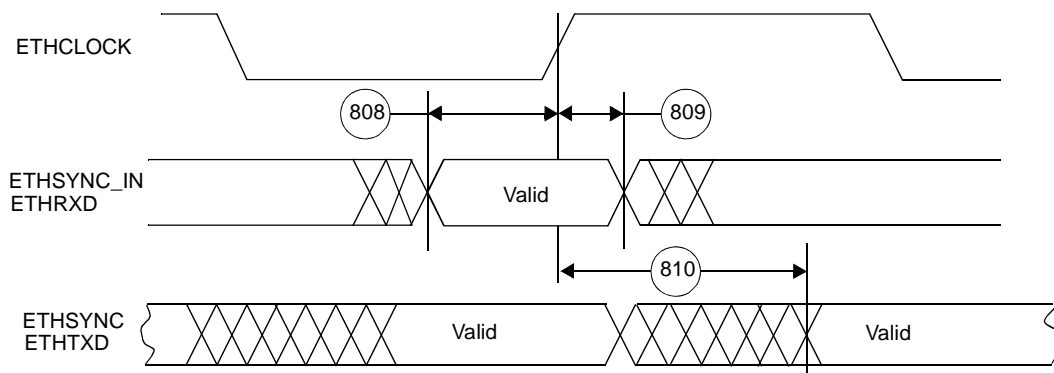 ETHCLOCK
808
809
ETHSYNC_IN
ETHRXD
Valid
810
ETHSYNC
ETHTXD
Valid
Valid